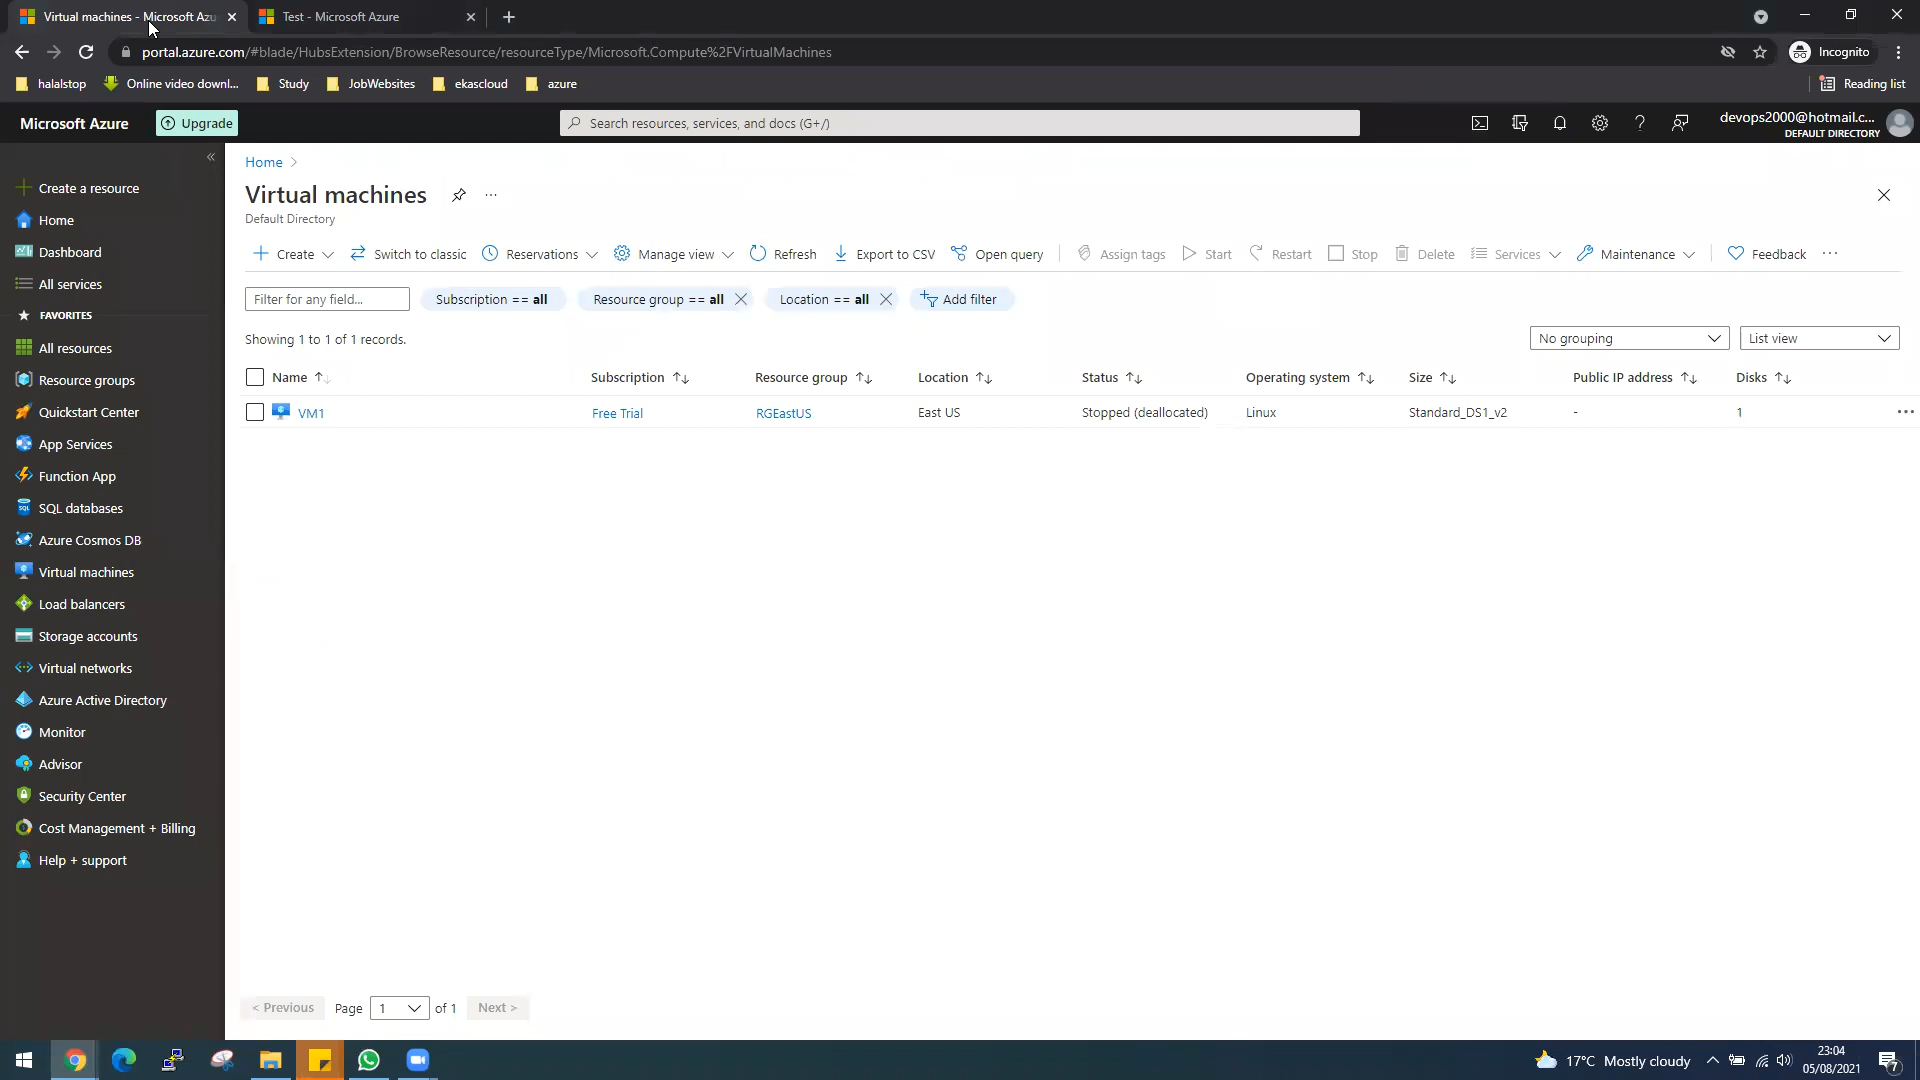 Virtual machines - Microsoft Azu
Test - Microsoft Azure
portal.azure.com/#blade/HubsExtension/BrowseResource/resourceType/Microsoft.Compute%2FVirtualMachines
Incognito
halalstop
Online video downl...
Study
JobWebsites
ekascloud
azure
Reading list
Microsoft Azure
Upgrade
Search resources, services, and docs (G+/)
devops2000@hotmail.c...
DEFAULT DIRECTORY
Create a resource
Home
Dashboard
All services
FAVORITES
All resources
Resource groups
Quickstart Center
App Services
Function App
SQL databases
Azure Cosmos DB
Virtual machines
Load balancers
Storage accounts
Virtual networks
Azure Active Directory
Monitor
Advisor
Security Center
Cost Management + Billing
Help + support
Home >
Virtual machines ...
Default Directory
+ Create Switch to classic Reservations Manage view Refresh Export to CSV Open query Assign tags Start Restart Stop Delete Services Maintenance Feedback ...
Filter for any field... Subscription == all Resource group == all Location == all Add filter
Showing 1 to 1 of 1 records.
No grouping List view
Name Subscription Resource group Location Status Operating system Size Public IP address Disks
VM1 Free Trial RGEastUS East US Stopped (deallocated) Linux Standard_DS1_v2 - 1 ...
< Previous Page 1 of 1 Next >
17°C Mostly cloudy
23:04
05/08/2021
7